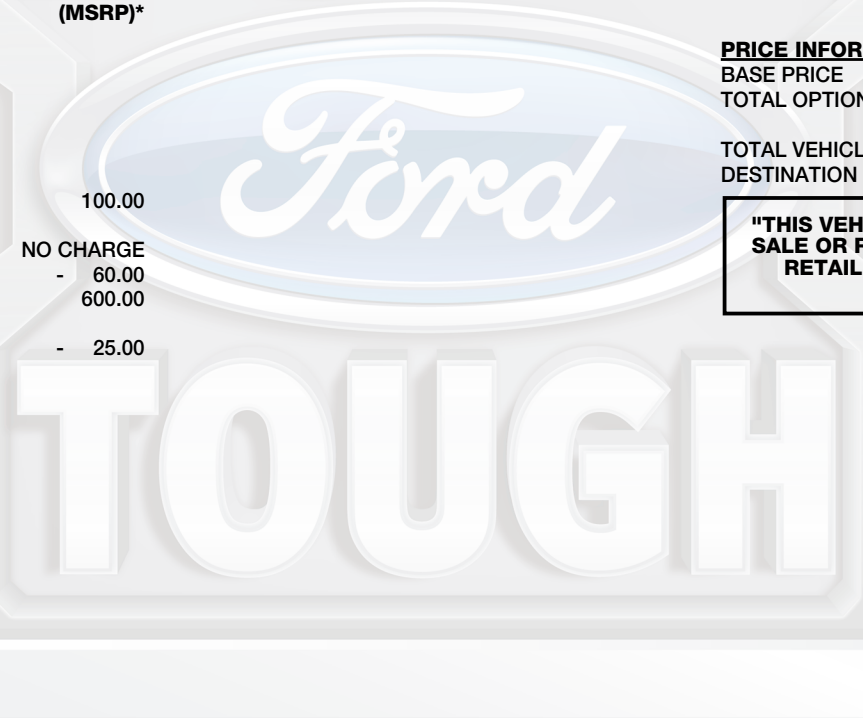 (MSRP)*
100.00
NO CHARGE
- 60.00
600.00
- 25.00
PRICE INFOR
BASE PRICE
TOTAL OPTION
TOTAL VEHICL
DESTINATION
"THIS VEH
SALE OR F
RETAIL
Ford
TOUGH